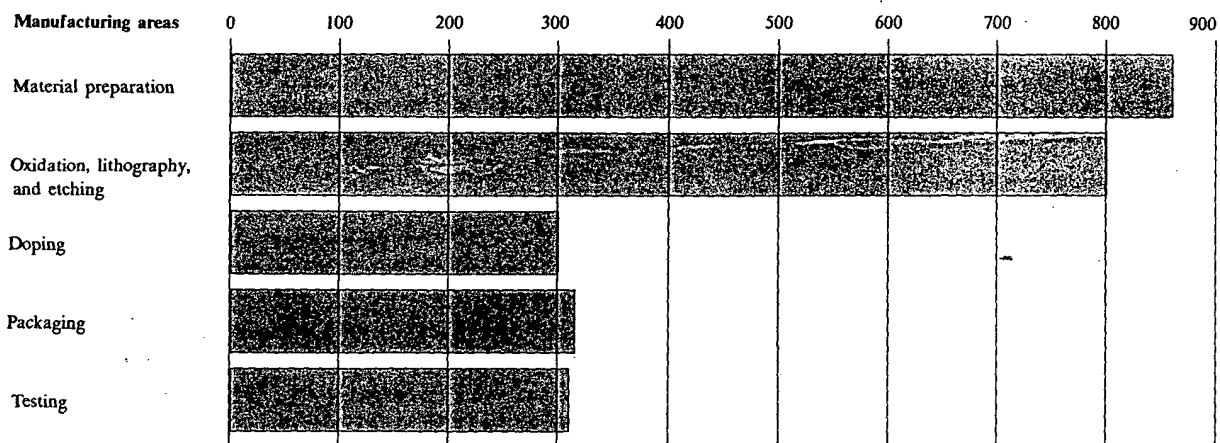 Manufacturing areas 0 100 200 300 400 500 600 700 800 900
Material preparation
Oxidation, lithography,
and etching
Doping
Packaging
Testing